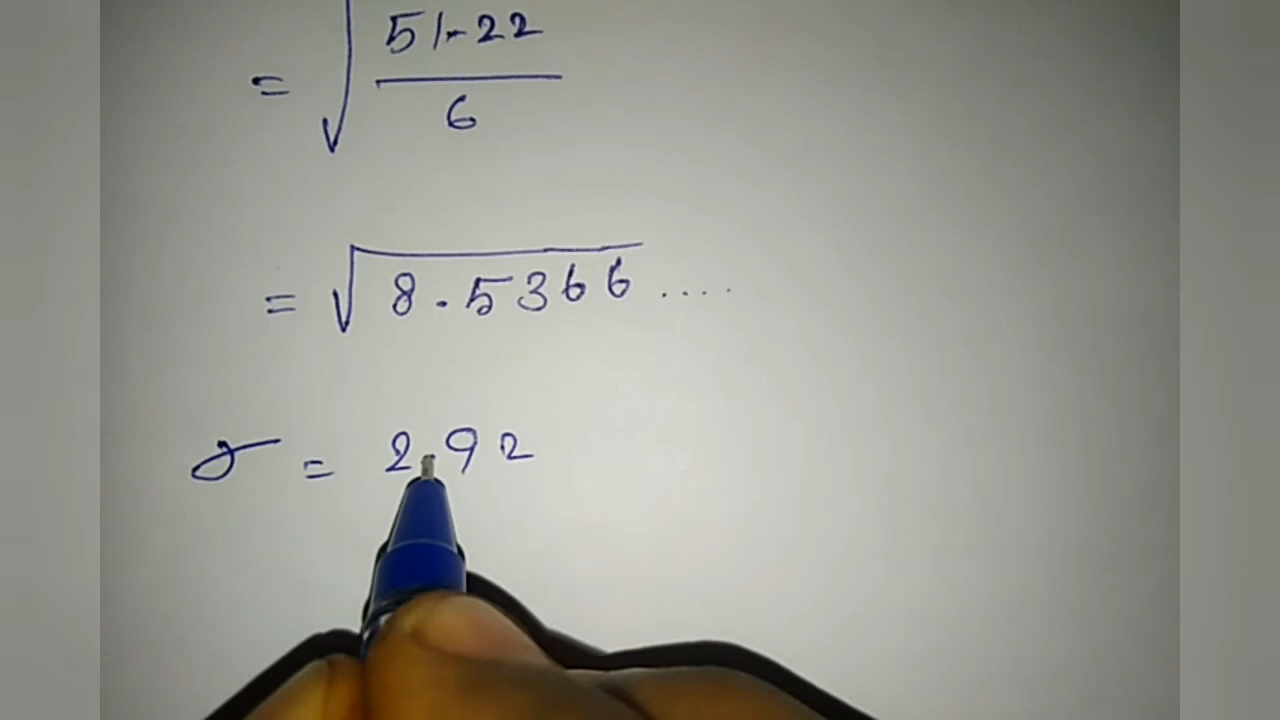 = √51.22
6
= √8.5366....
σ = 2.92